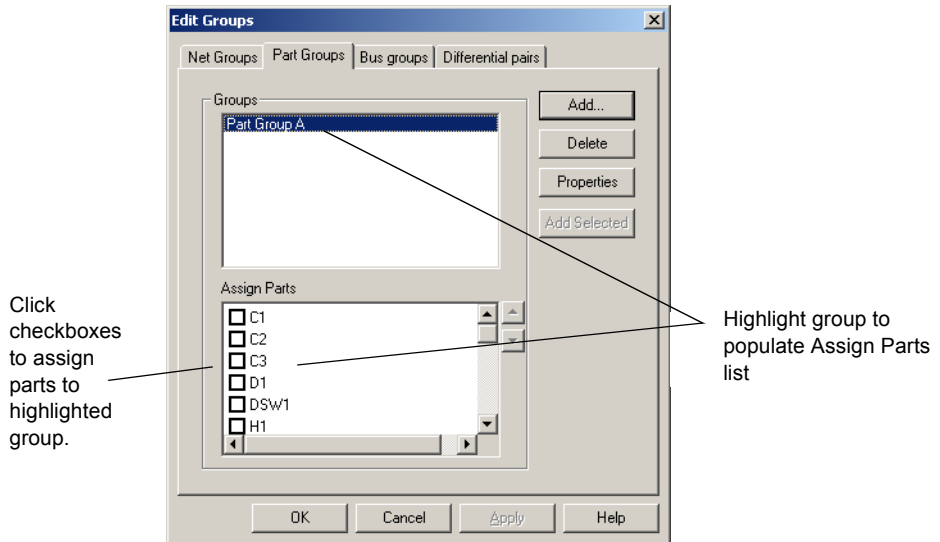 Edit Groups
Net Groups Part Groups Bus groups Differential pairs
Groups
Part Group A
Add...
Delete
Properties
Add Selected
Assign Parts
C1
C2
C3
D1
DSW1
H1
Click
checkboxes
to assign
parts to
highlighted
group.
Highlight group to
populate Assign Parts
list
OK Cancel Apply Help